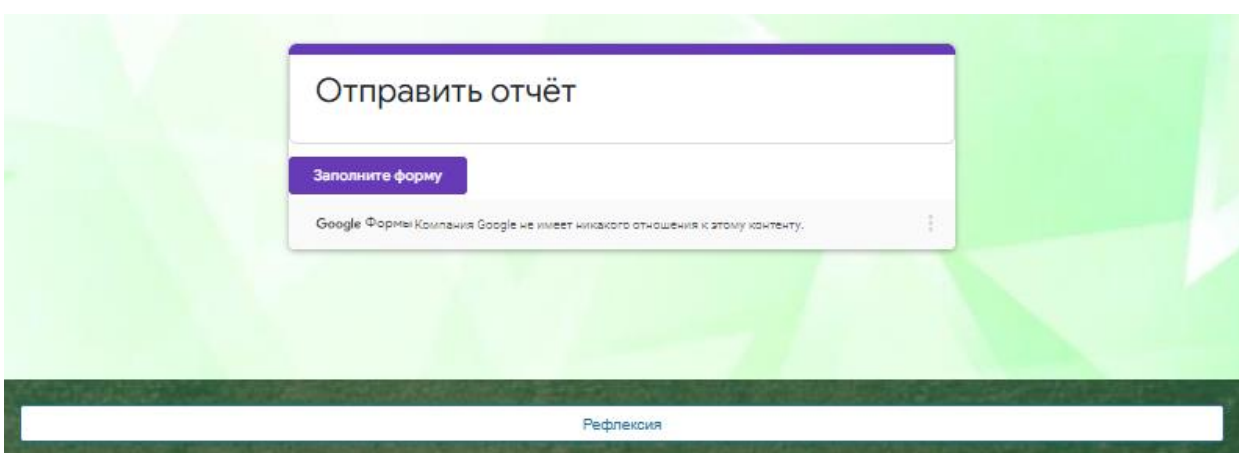 Отправить отчёт
Заполните форму
Google Формы Компания Google не имеет никакого отношения к этому контенту.
Рефлексия